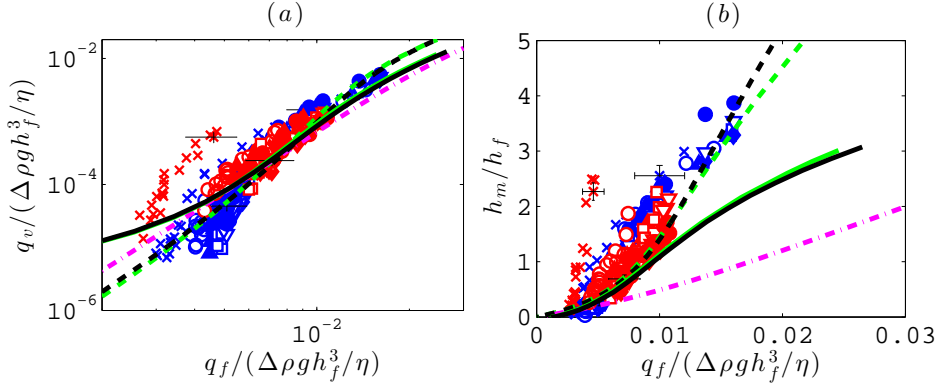 (a)
(b)
10^{-2}
10^{-4}
10^{-6}
10^{-2}
q_v/(Δρgh_f^3/η)
q_f/(Δρgh_f^3/η)
5
4
3
2
1
0
0
0.01
0.02
0.03
h_m/h_f
q_f/(Δρgh_f^3/η)